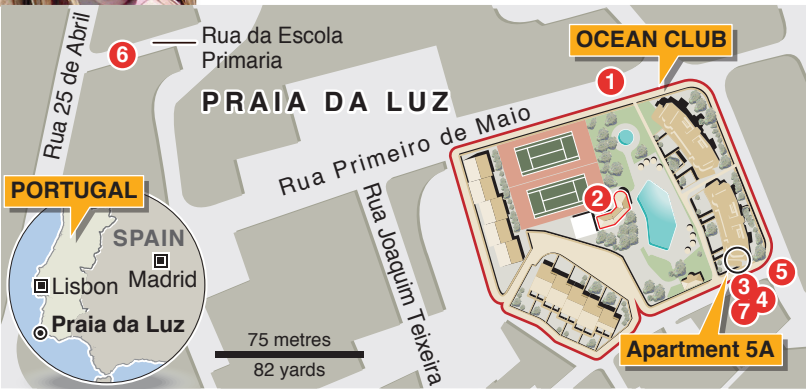 Rua 25 de Abril
6
Rua da Escola
Primaria
PRAIA DA LUZ
OCEAN CLUB
1
Rua Primeiro de Maio
2
Rua Joaquim Teixeira
PORTUGAL
SPAIN
Lisbon
Madrid
Praia da Luz
75 metres
82 yards
5
3
4
7
Apartment 5A